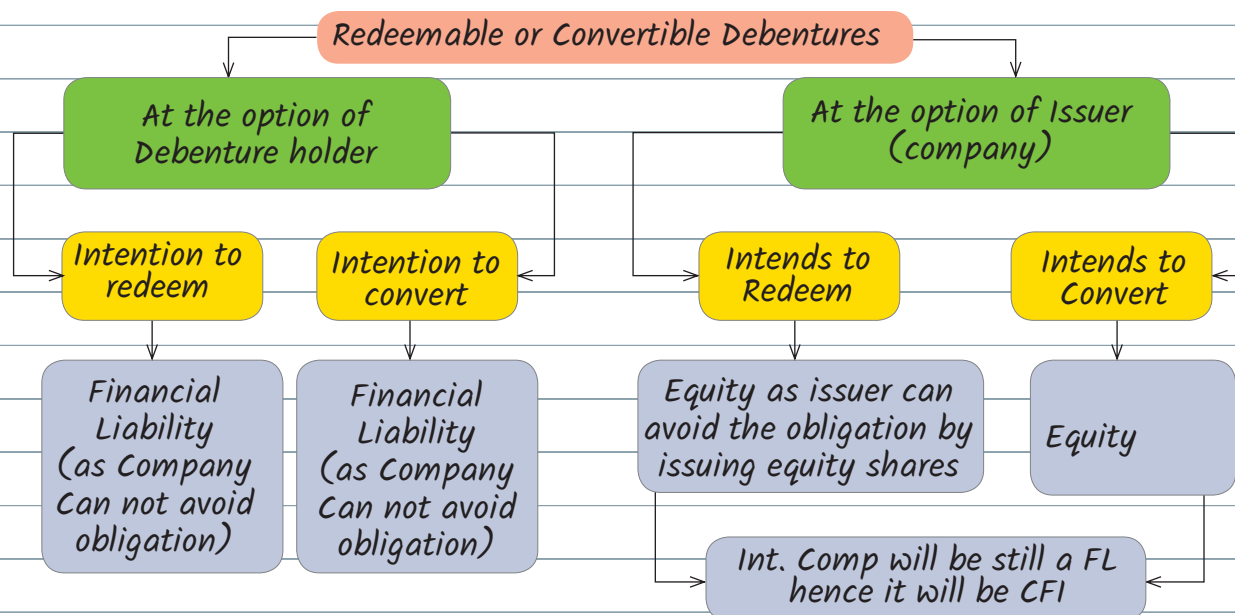 Redeemable or Convertible Debentures
At the option of
Debenture holder
At the option of Issuer
(company)
Intention to
redeem
Intention to
convert
Intends to
Redeem
Intends to
Convert
Financial
Liability
(as Company
Can not avoid
obligation)
Financial
Liability
(as Company
Can not avoid
obligation)
Equity as issuer can
avoid the obligation by
issuing equity shares
Equity
Int. Comp will be still a FL
hence it will be CFI